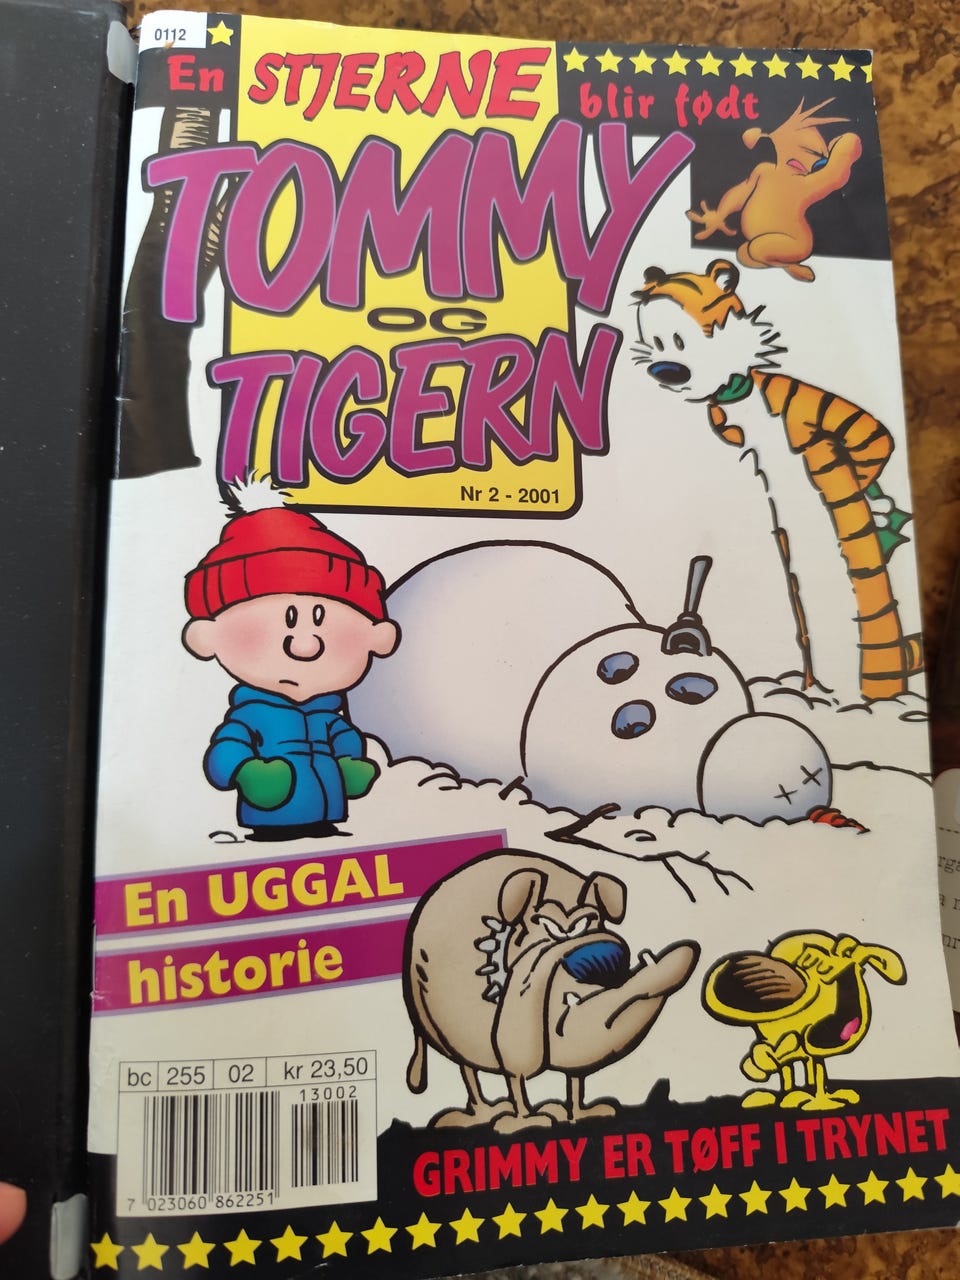 0112
En STJERNE blir født
TOMMY
OG
TIGERN
Nr 2 - 2001
En UGGAL
historie
bc 255 02 kr 23,50
13002
7 023060 862251
GRIMMY ER TØFF I TRYNET